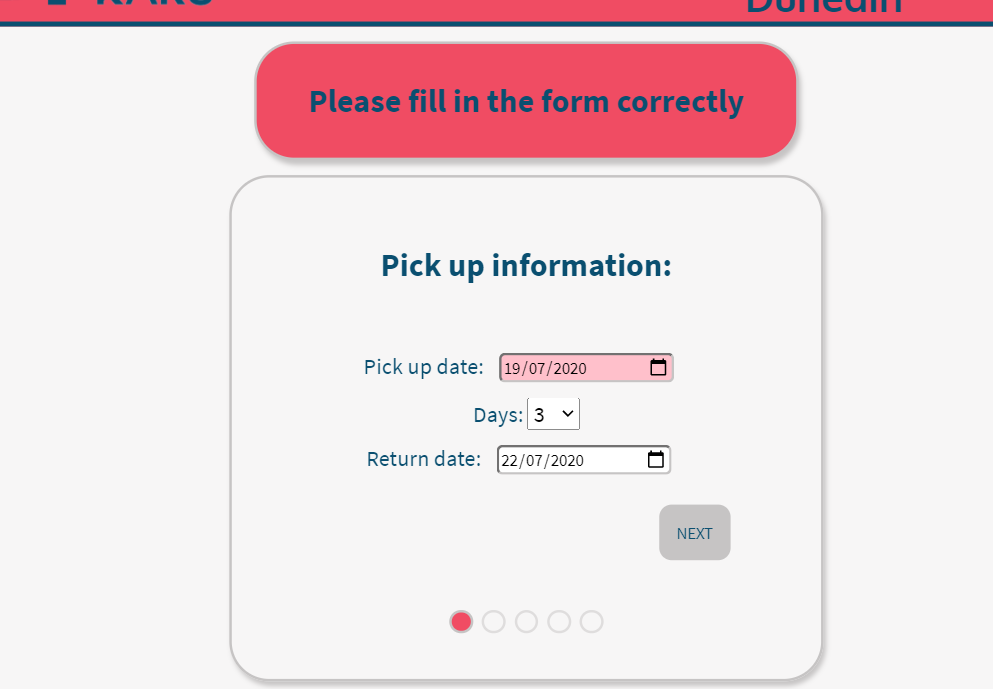 Dunedin
Please fill in the form correctly
Pick up information:
Pick up date: 19/07/2020
Days: 3
Return date: 22/07/2020
NEXT